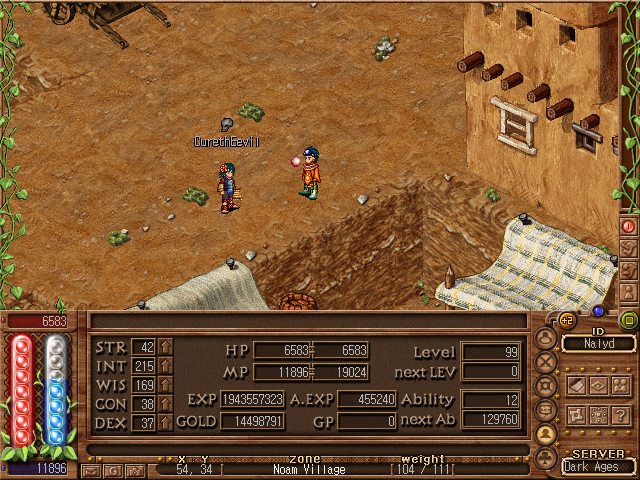 CurethEevil
6583
STR 42 HP 6583 6583 Level 99
INT 215 MP 11896 19024 next LEV 0
WIS 169
CON 38 EXP 1943557323 A.EXP 455240 Ability 12
DEX 37 GOLD 14498791 GP 0 next Ab 129760
+2
ID
Nalyd
?
SERVER
Dark Ages
11896
x y zone weight
G
54, 34 Noam Village 104 / 111